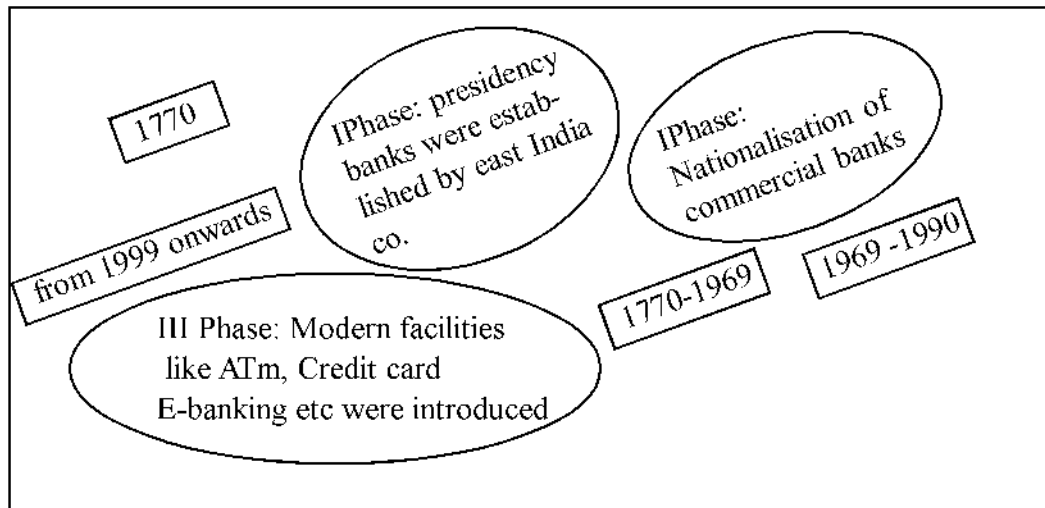 1770
IPhase: presidency
banks were estab-
lished by east India
co.
IPhase:
Nationalisation of
commercial banks
from 1999 onwards
1770-1969
1969 -1990
III Phase: Modern facilities
like ATm, Credit card
E-banking etc were introduced